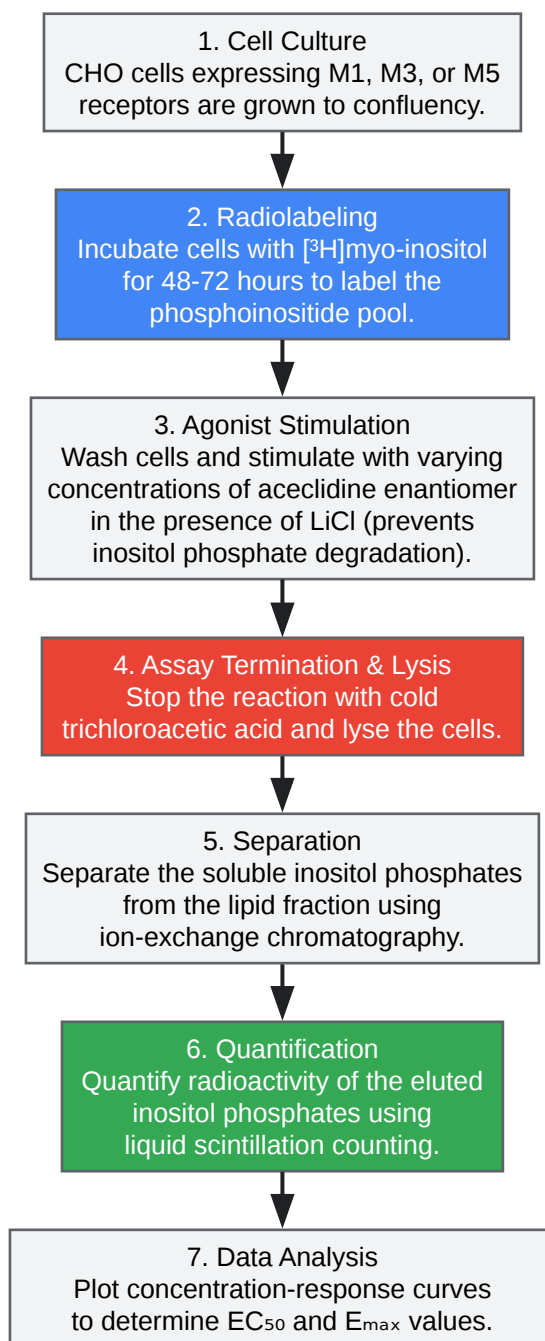 1. Cell Culture
CHO cells expressing M1, M3, or M5
receptors are grown to confluency.
2. Radiolabeling
Incubate cells with [³H]myo-inositol
for 48-72 hours to label the
phosphoinositide pool.
3. Agonist Stimulation
Wash cells and stimulate with varying
concentrations of aceclidine enantiomer
in the presence of LiCl (prevents
inositol phosphate degradation).
4. Assay Termination & Lysis
Stop the reaction with cold
trichloroacetic acid and lyse the cells.
5. Separation
Separate the soluble inositol phosphates
from the lipid fraction using
ion-exchange chromatography.
6. Quantification
Quantify radioactivity of the eluted
inositol phosphates using
liquid scintillation counting.
7. Data Analysis
Plot concentration-response curves
to determine EC₅₀ and Eₘₐₓ values.